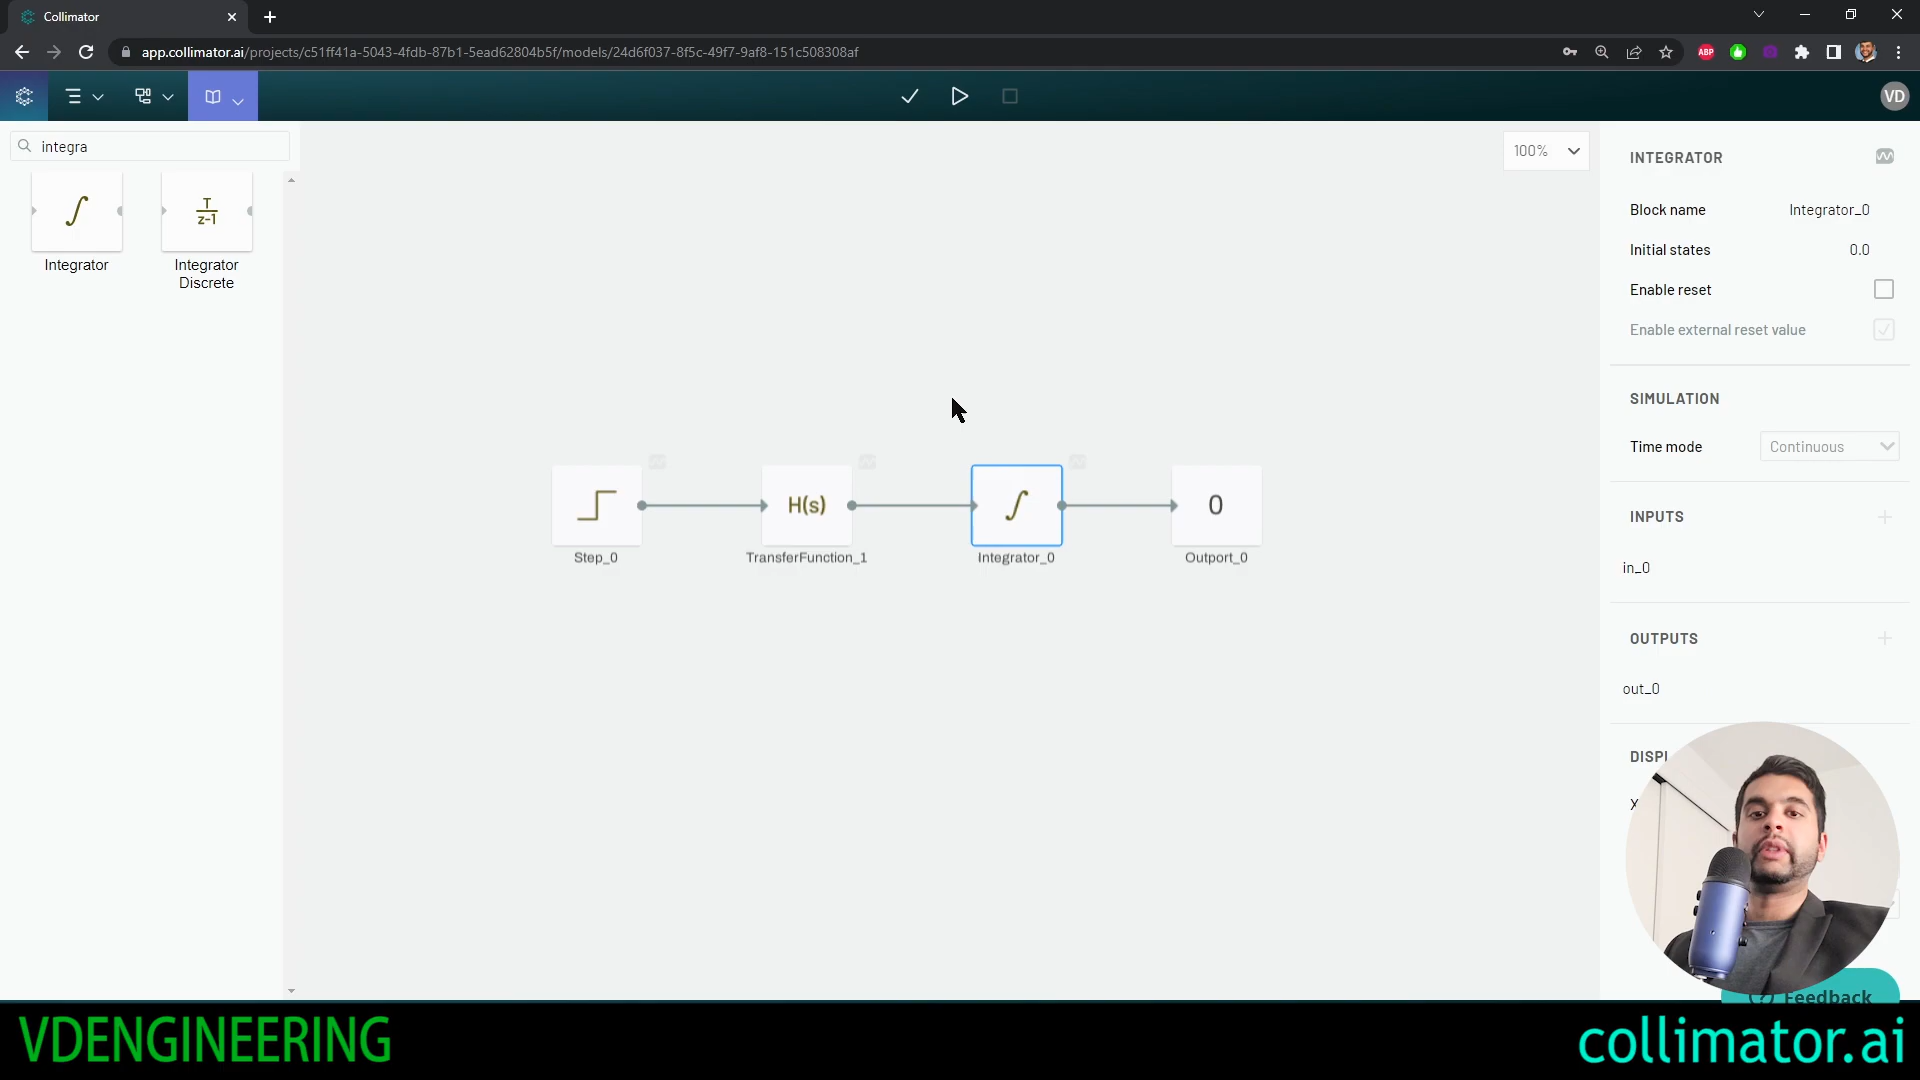 Collimator
app.collimator.ai/projects/c51ff41a-5043-4fdb-87b1-5ead62804b5f/models/24d6f037-8f5c-49f7-9af8-151c508308af
ABP
VD
integra
100%
∫
T
z-1
Integrator
Integrator
Discrete
H(s)
∫
0
Step_0
TransferFunction_1
Integrator_0
Outport_0
INTEGRATOR
Block name Integrator_0
Initial states 0.0
Enable reset
Enable external reset value
SIMULATION
Time mode Continuous
INPUTS
in_0
OUTPUTS
out_0
DISPL
X
Feedback
VDENGINEERING
collimator.ai